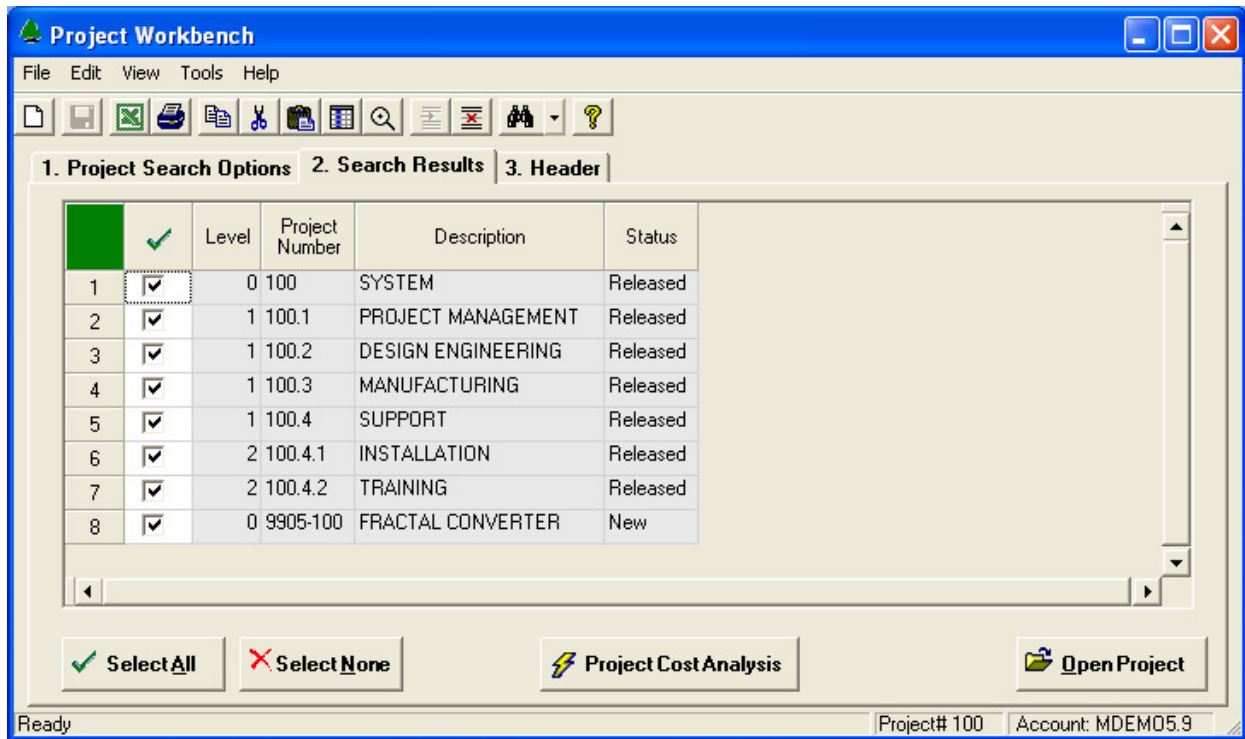 Project Workbench
File Edit View Tools Help
1. Project Search Options 2. Search Results 3. Header
Level Project Number Description Status
1 0 100 SYSTEM Released
2 1 100.1 PROJECT MANAGEMENT Released
3 1 100.2 DESIGN ENGINEERING Released
4 1 100.3 MANUFACTURING Released
5 1 100.4 SUPPORT Released
6 2 100.4.1 INSTALLATION Released
7 2 100.4.2 TRAINING Released
8 0 9905-100 FRACTAL CONVERTER New
Select All Select None Project Cost Analysis Open Project
Ready Project# 100 Account: MDEMO5.9